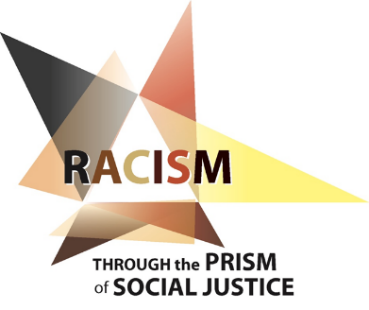 RACISM
THROUGH the PRISM
of SOCIAL JUSTICE